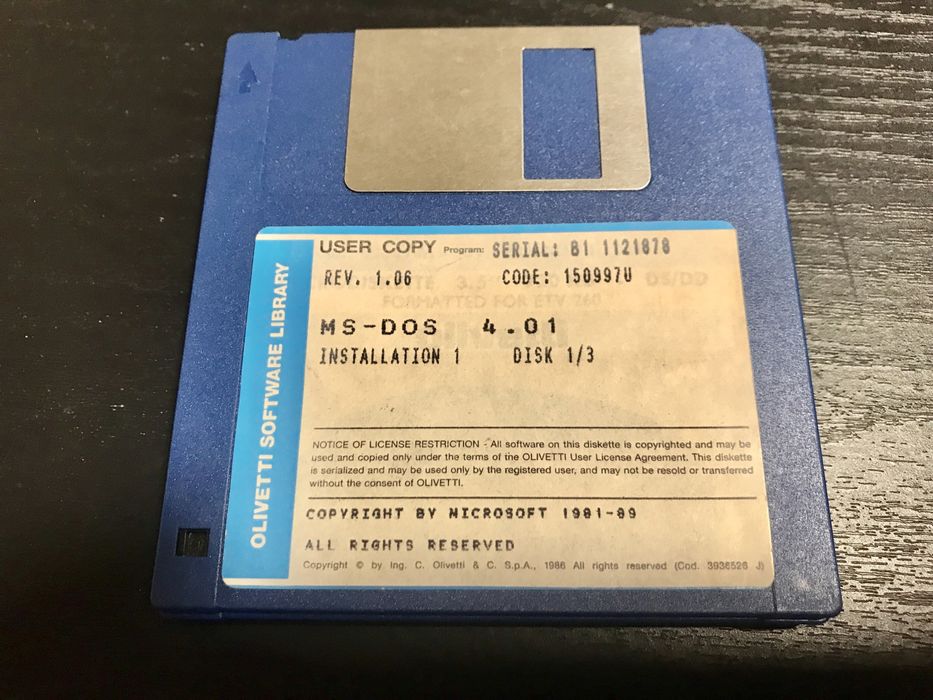 OLIVETTI SOFTWARE LIBRARY
USER COPY Program: SERIAL: 81 1121878
REV. 1.06 CODE: 150997U
3.5" DS/DD
FORMATTED FOR ETV 260
MS-DOS 4.01
INSTALLATION 1 DISK 1/3
NOTICE OF LICENSE RESTRICTION - All software on this diskette is copyrighted and may be
used and copied only under the terms of the OLIVETTI User License Agreement. This diskette
is serialized and may be used only by the registered user, and may not be resold or transferred
without the consent of OLIVETTI.
COPYRIGHT BY MICROSOFT 1981-89
ALL RIGHTS RESERVED
Copyright © by Ing. C. Olivetti & C. S.p.A., 1986 All rights reserved (Cod. 3936526 J)